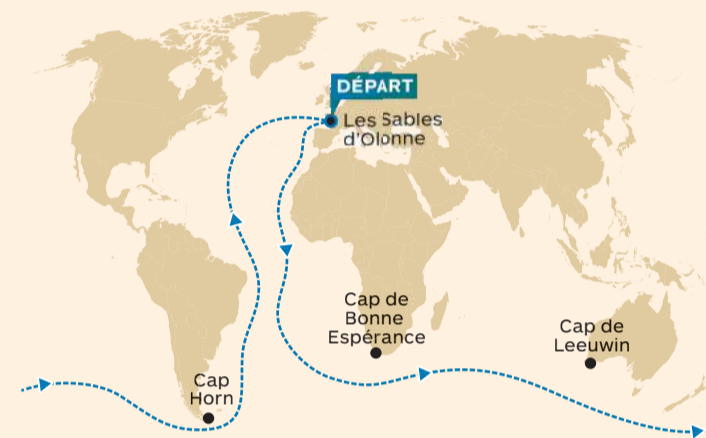 DÉPART
Les Sables
d'Olonne
Cap de
Bonne
Espérance
Cap de
Leeuwin
Cap
Horn